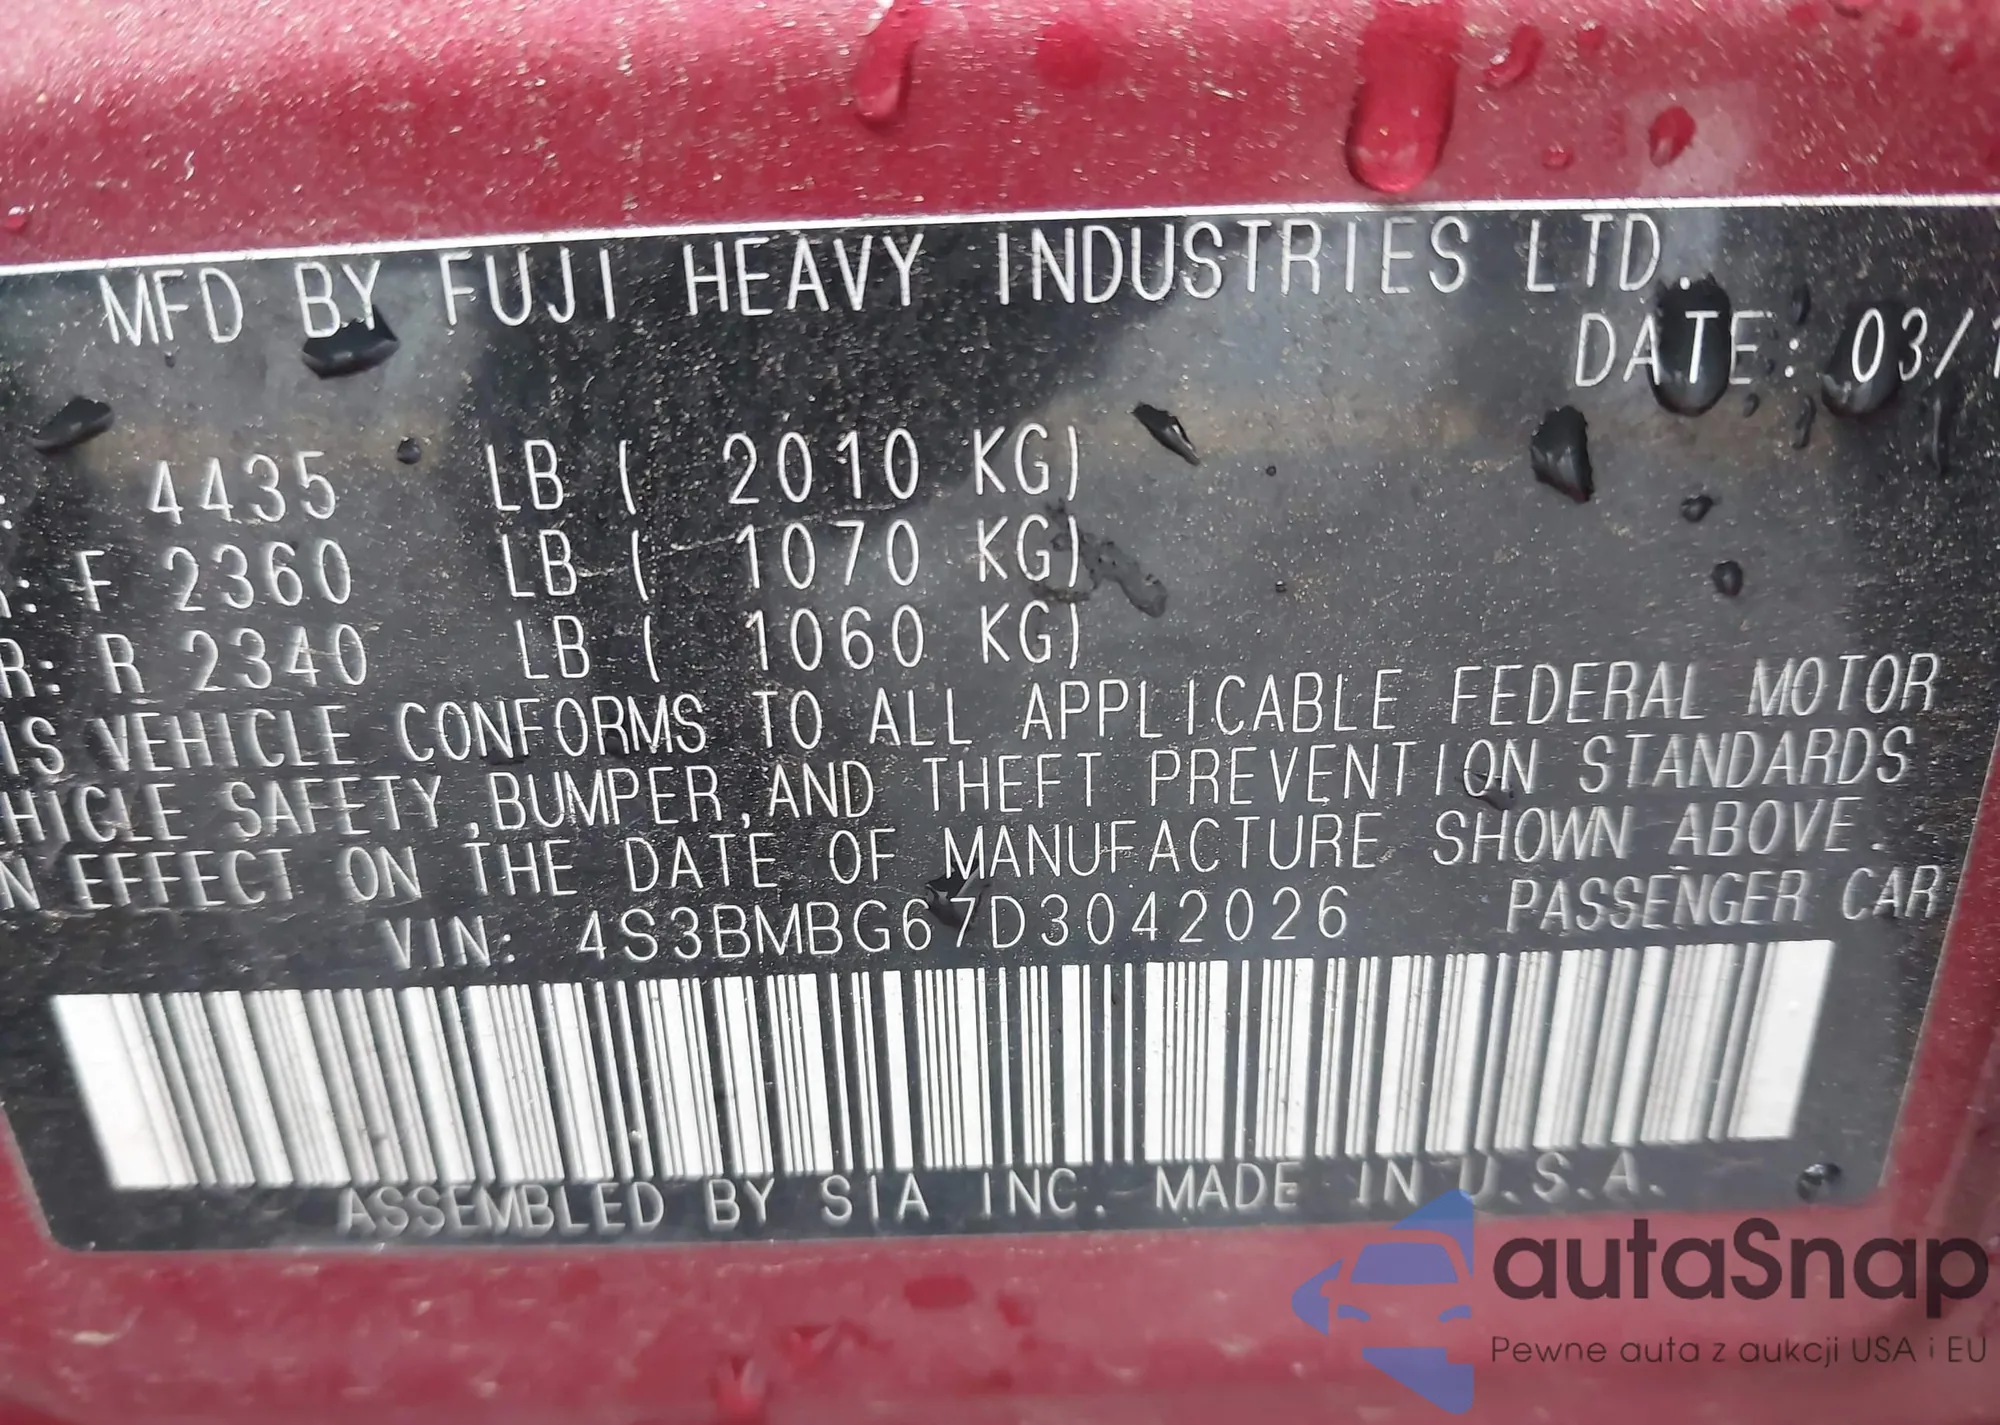 MFD BY FUJI HEAVY INDUSTRIES LTD.
DATE: 03/1
: 4435 LB ( 2010 KG)
R: F 2360 LB ( 1070 KG)
R: R 2340 LB ( 1060 KG)
IS VEHICLE CONFORMS TO ALL APPLICABLE FEDERAL MOTOR
EHICLE SAFETY,BUMPER,AND THEFT PREVENTION STANDARDS
N EFFECT ON THE DATE OF MANUFACTURE SHOWN ABOVE.
VIN: 4S3BMBG67D3042026 PASSENGER CAR
ASSEMBLED BY SIA INC. MADE IN U.S.A.
autaSnap
Pewne auta z aukcji USA i EU